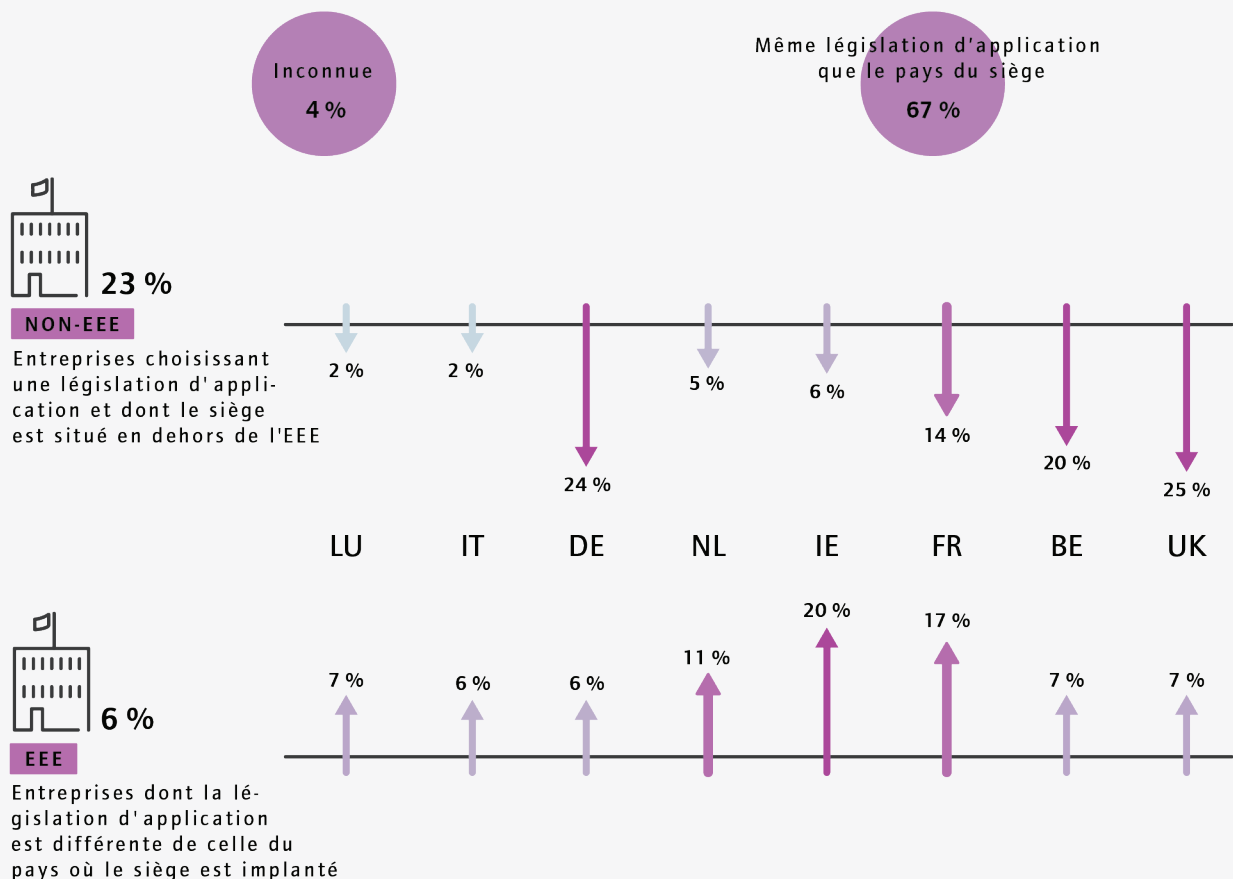 Inconnue
4 %
Même législation d'application
que le pays du siège
67 %
23 %
NON-EEE
Entreprises choisissant
une législation d'appli-
cation et dont le siège
est situé en dehors de l'EEE
2 %
2 %
24 %
5 %
6 %
14 %
20 %
25 %
LU IT DE NL IE FR BE UK
7 %
6 %
6 %
11 %
20 %
17 %
7 %
7 %
6 %
EEE
Entreprises dont la lé-
gislation d'application
est différente de celle du
pays où le siège est implanté